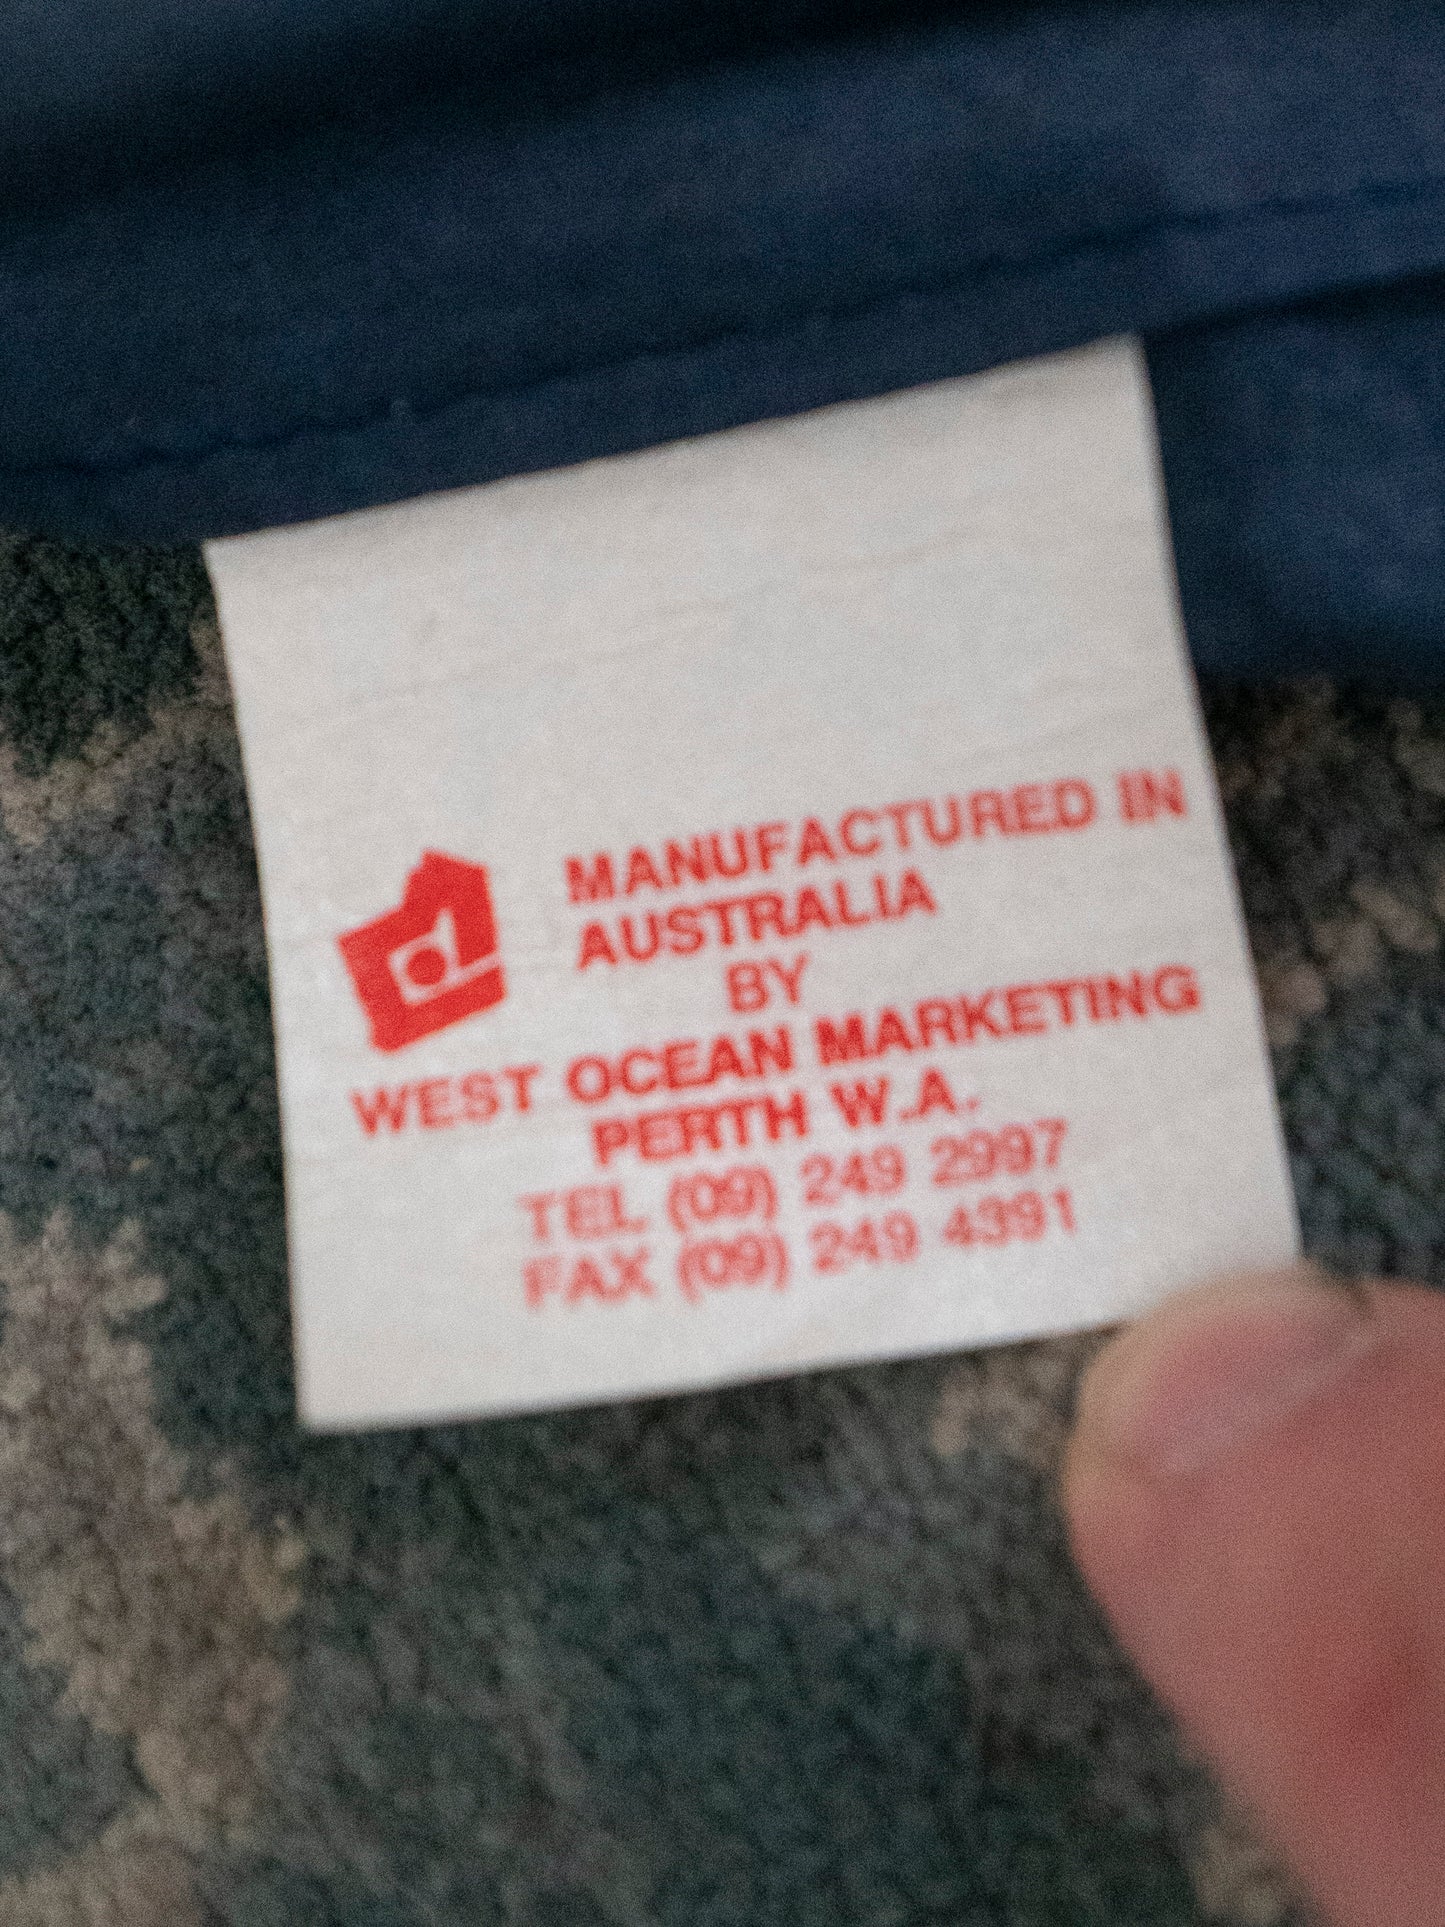 MANUFACTURED IN
AUSTRALIA
BY
WEST OCEAN MARKETING
PERTH W.A.
TEL (09) 249 2997
FAX (09) 249 4391